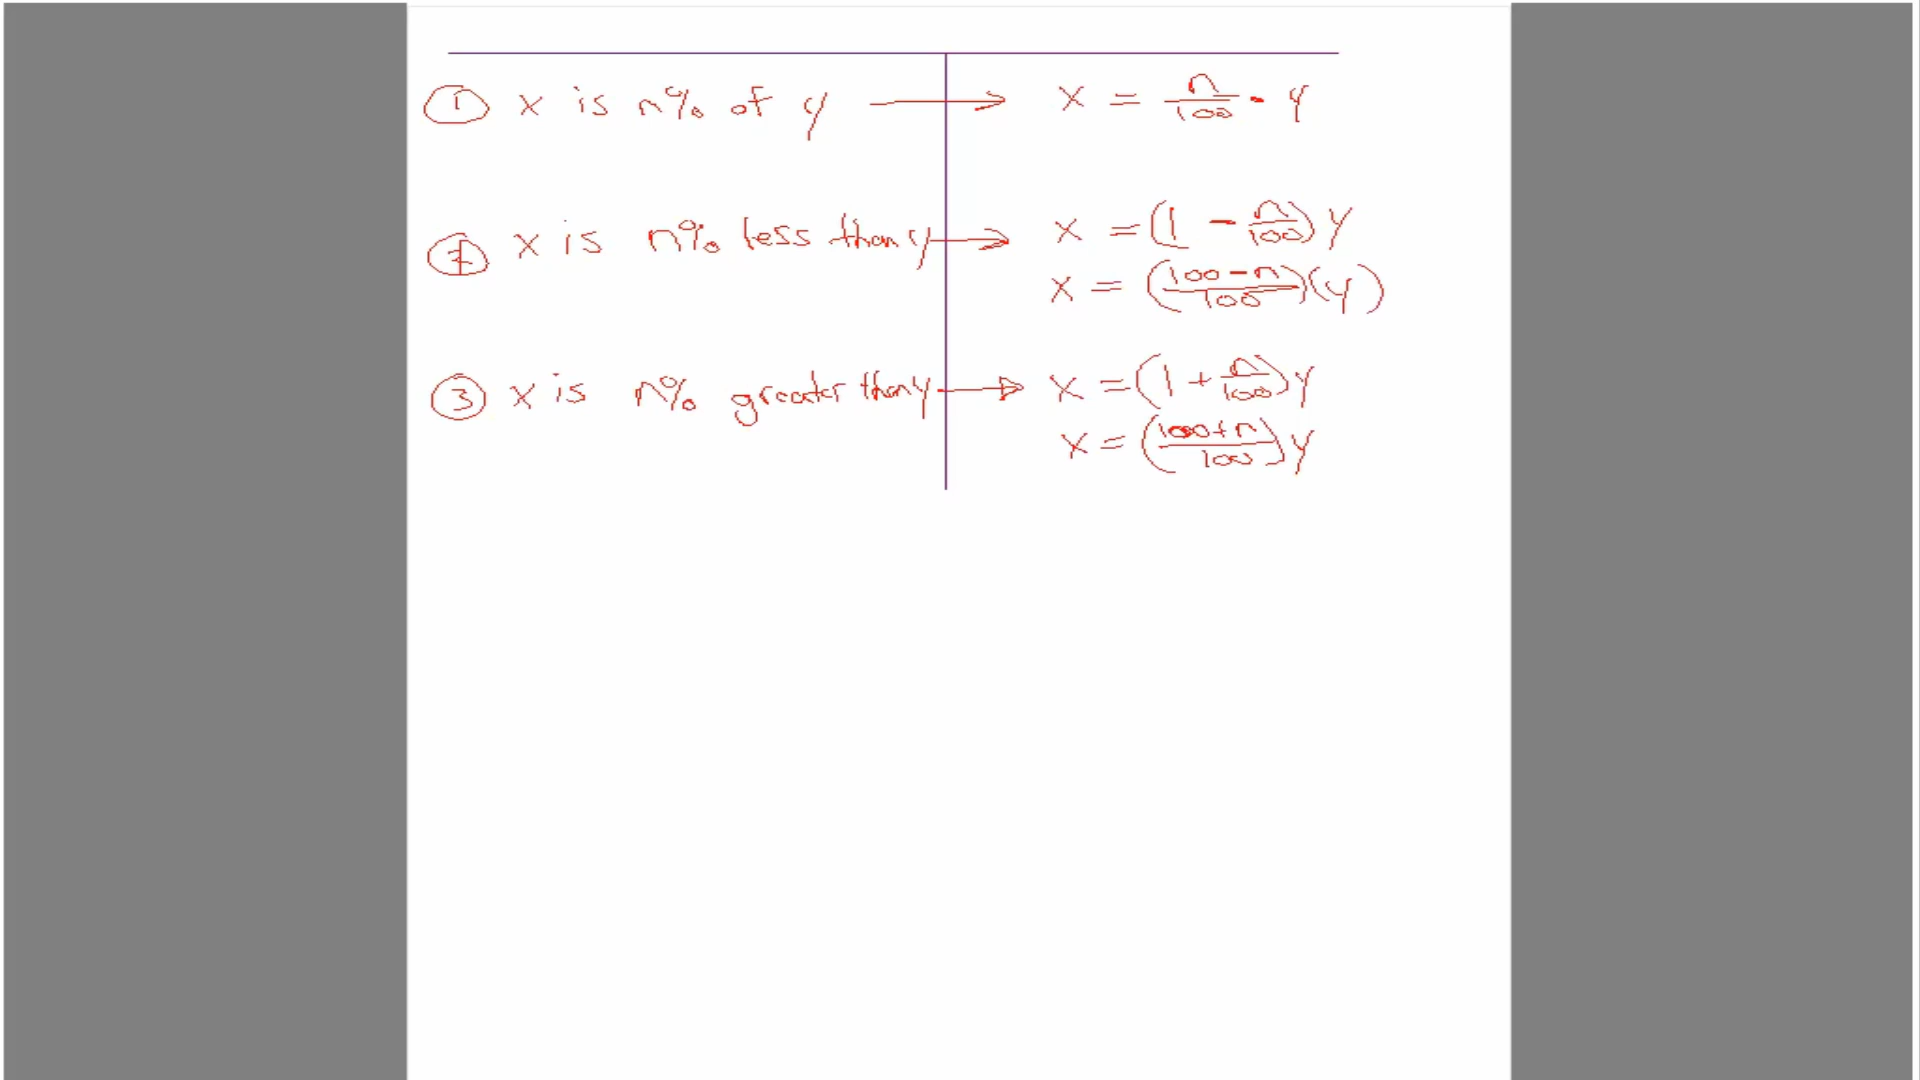 ① x is n% of y → x = n/100 · y
② x is n% less than y → x = (1 - n/100) y
x = ((100 - n)/100)(y)
③ x is n% greater than y → x = (1 + n/100) y
x = ((100 + n)/100) y